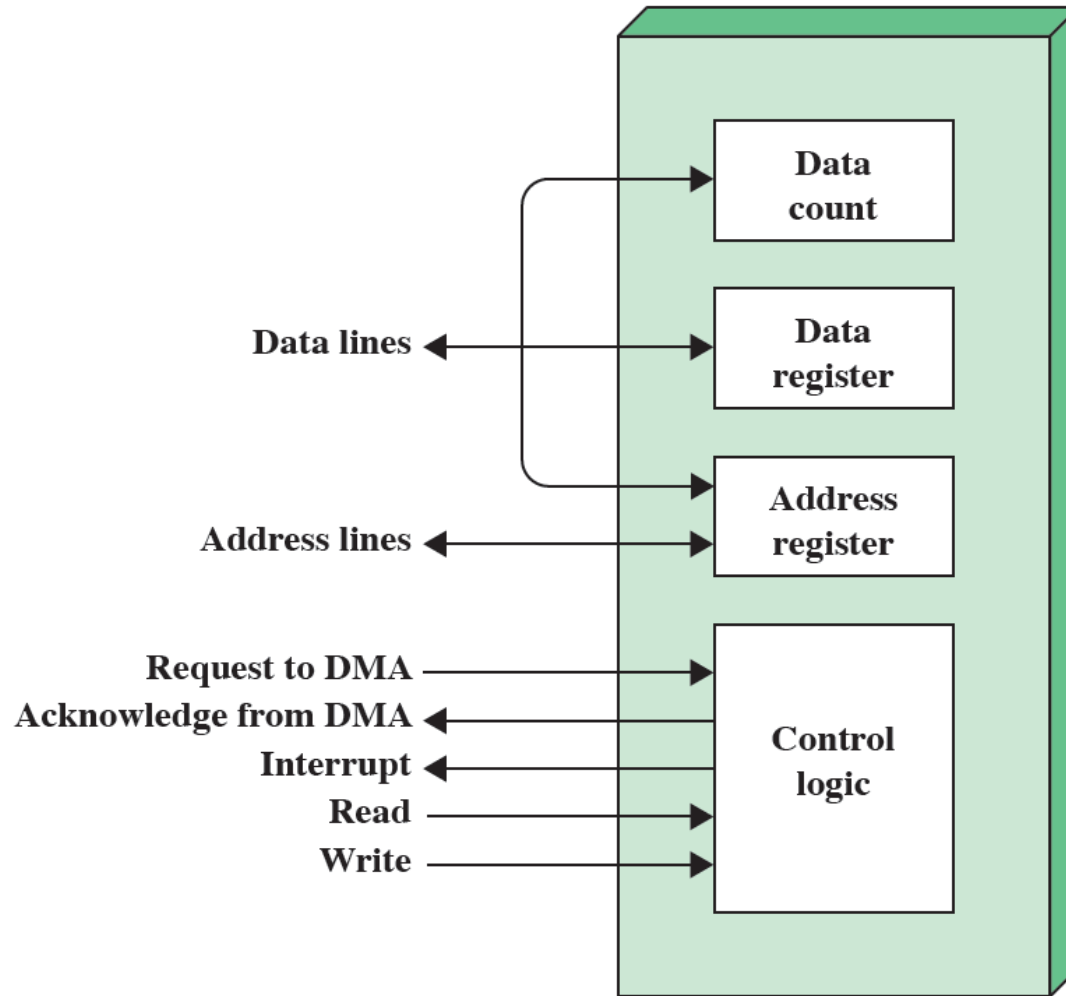 Data
count
Data lines
Data
register
Address
register
Address lines
Request to DMA
Acknowledge from DMA
Interrupt
Read
Write
Control
logic